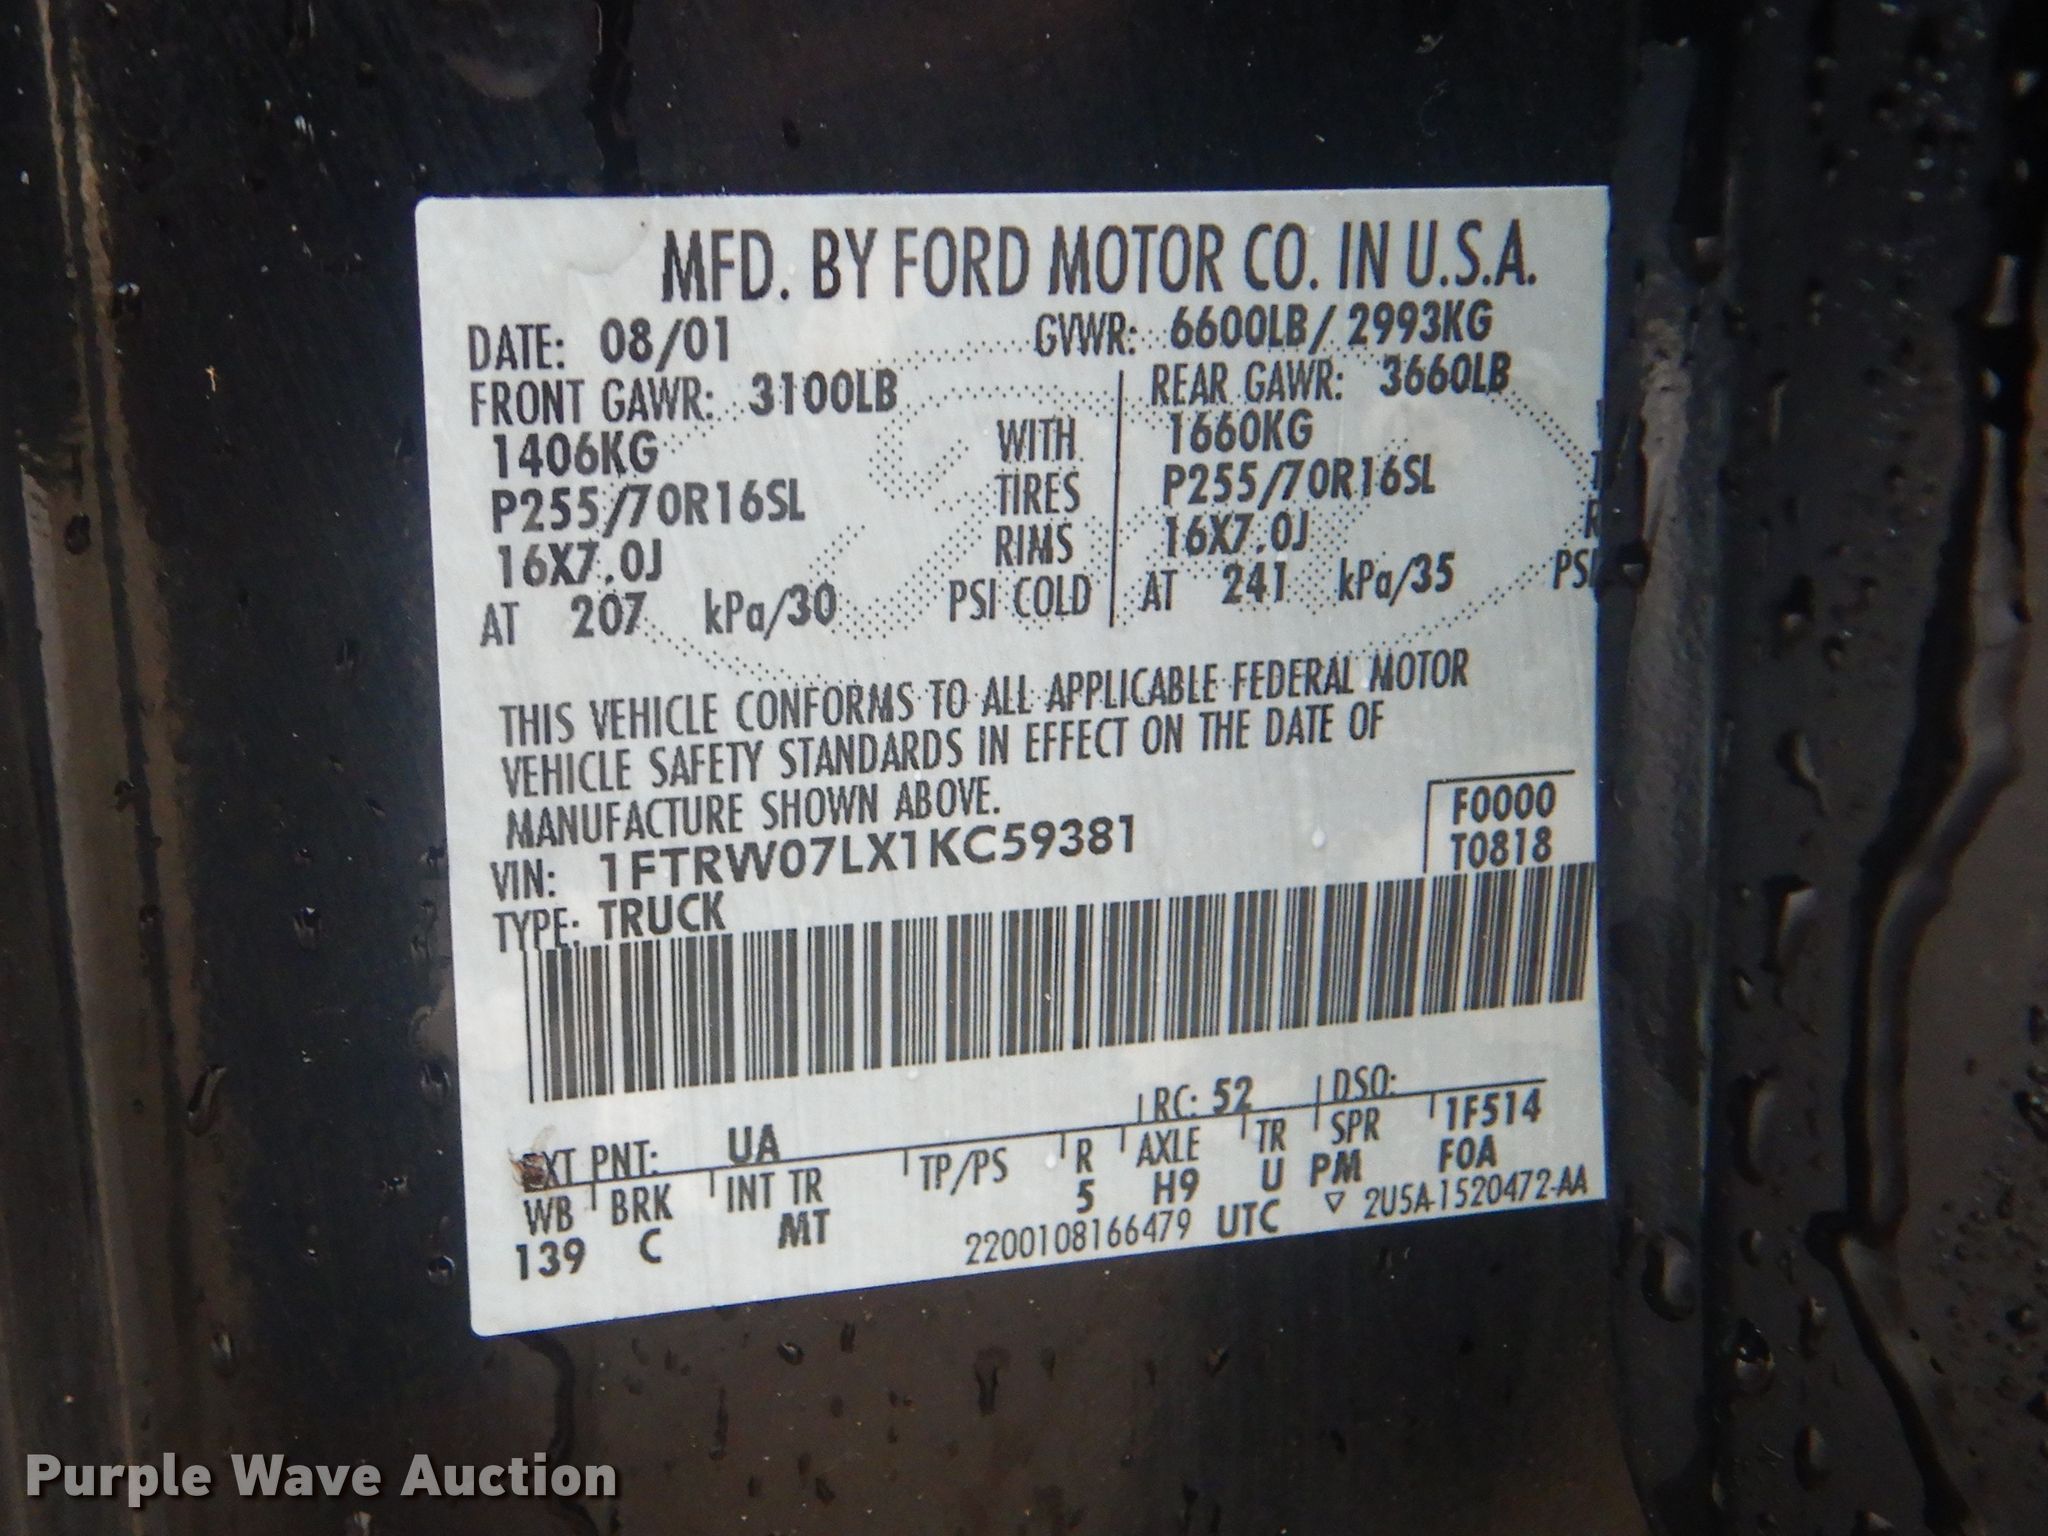 MFD. BY FORD MOTOR CO. IN U.S.A.
DATE: 08/01 GVWR: 6600LB/ 2993KG
FRONT GAWR: 3100LB REAR GAWR: 3660LB
1406KG WITH 1660KG
P255/70R16SL TIRES P255/70R16SL
16X7.0J RIMS 16X7.0J
AT 207 kPa/30 PSI COLD AT 241 kPa/35 PSI
THIS VEHICLE CONFORMS TO ALL APPLICABLE FEDERAL MOTOR
VEHICLE SAFETY STANDARDS IN EFFECT ON THE DATE OF
MANUFACTURE SHOWN ABOVE.
F0000
VIN: 1FTRW07LX1KC59381 T0818
TYPE: TRUCK
RC: 52 DSO:
EXT PNT: UA 1F514
WB BRK INT TR TP/PS R AXLE TR SPR
139 C MT 5 H9 U PM F0A
2200108166479 UTC ▽ 2U5A-1520472-AA
Purple Wave Auction